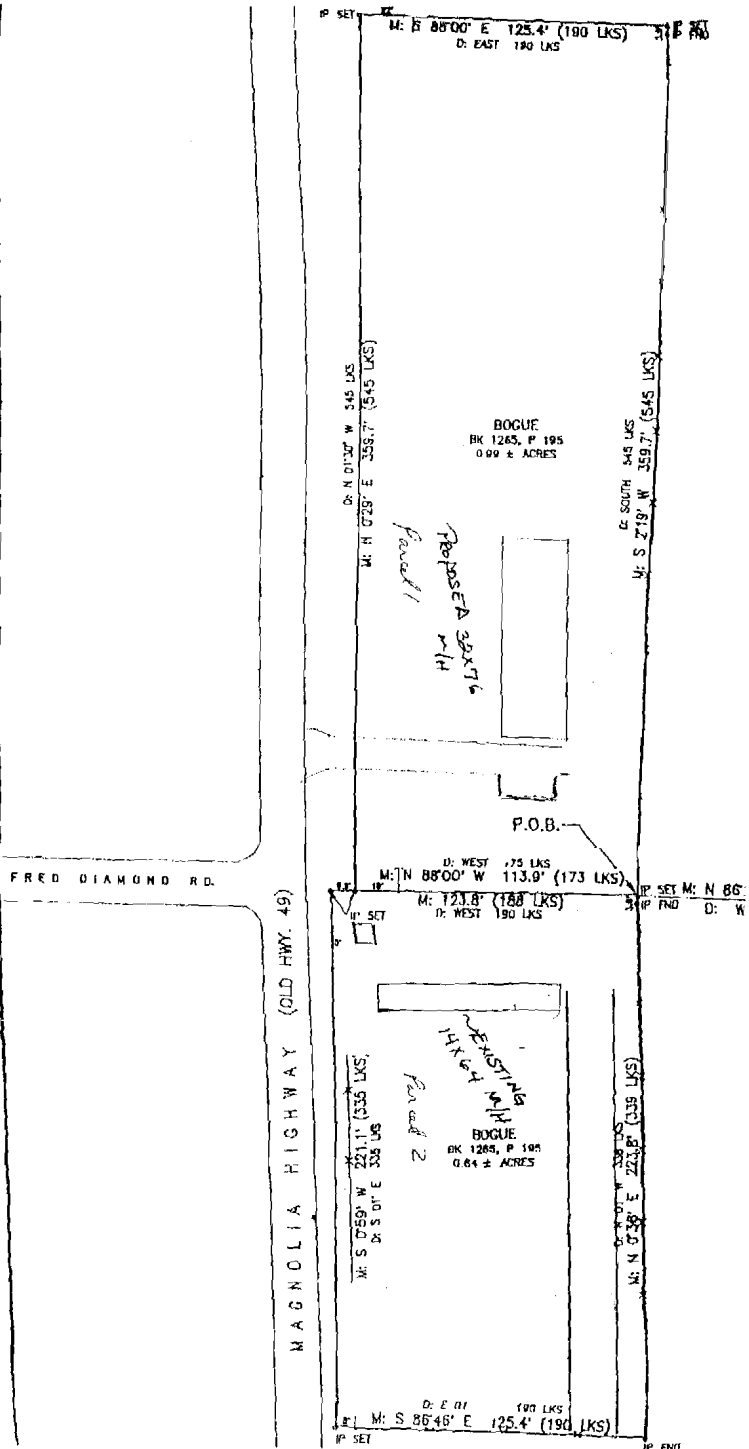 IP SET
M: S 88°00' E 125.4' (190 LKS)
D: EAST 190 LKS
IP SET
IP FND
D: N 01°30' W 545 LKS
M: N 0°29' E 359.7' (545 LKS)
BOGUE
BK 1265, P 195
0.99 ± ACRES
D: SOUTH 545 LKS
M: S 2°19' W 359.7' (545 LKS)
PROPOSED 32X76
M/H
Parcel 1
P.O.B.
D: WEST 175 LKS
M: N 88°00' W 113.9' (173 LKS)
M: 123.8' (188 LKS)
D: WEST 190 LKS
IP SET
IP SET M: N 86
IP FND D: W
FRED DIAMOND RD.
MAGNOLIA HIGHWAY (OLD HWY. 49)
EXISTING
14X64 M/H
Parcel 2
BOGUE
BK 1265, P 195
0.64 ± ACRES
M: S 0°59' W 221.1' (335 LKS)
D: S 01° E 335 LKS
W 338 LKS
M: N 0°36' E 223.8' (339 LKS)
D: E 01 190 LKS
M: S 86°46' E 125.4' (190 LKS)
IP SET
IP FND